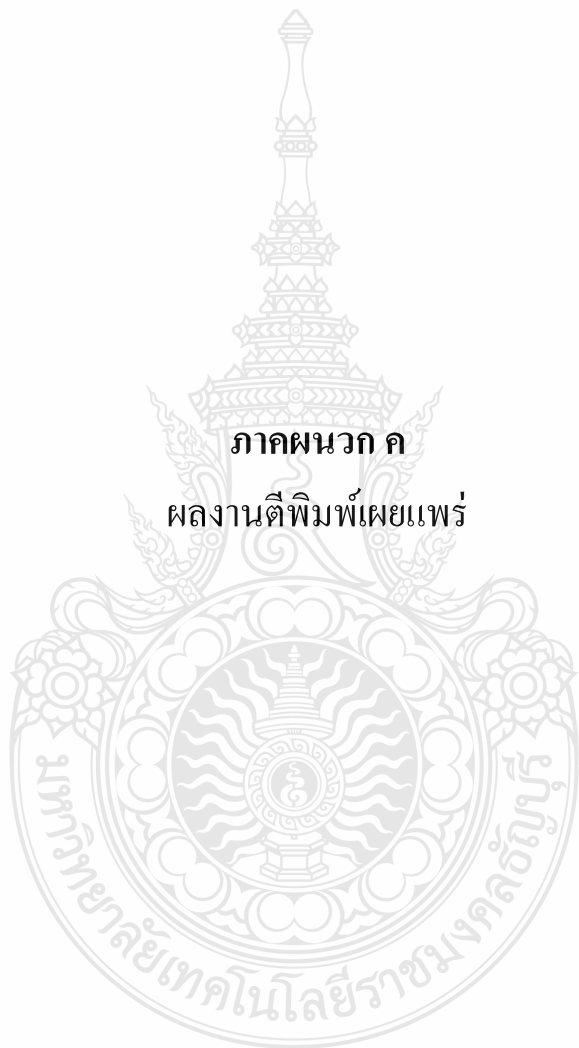 ภาคผนวก ค
ผลงานตีพิมพ์เผยแพร่
มหาวิทยาลัยเทคโนโลยีราชมงคลธัญบุรี